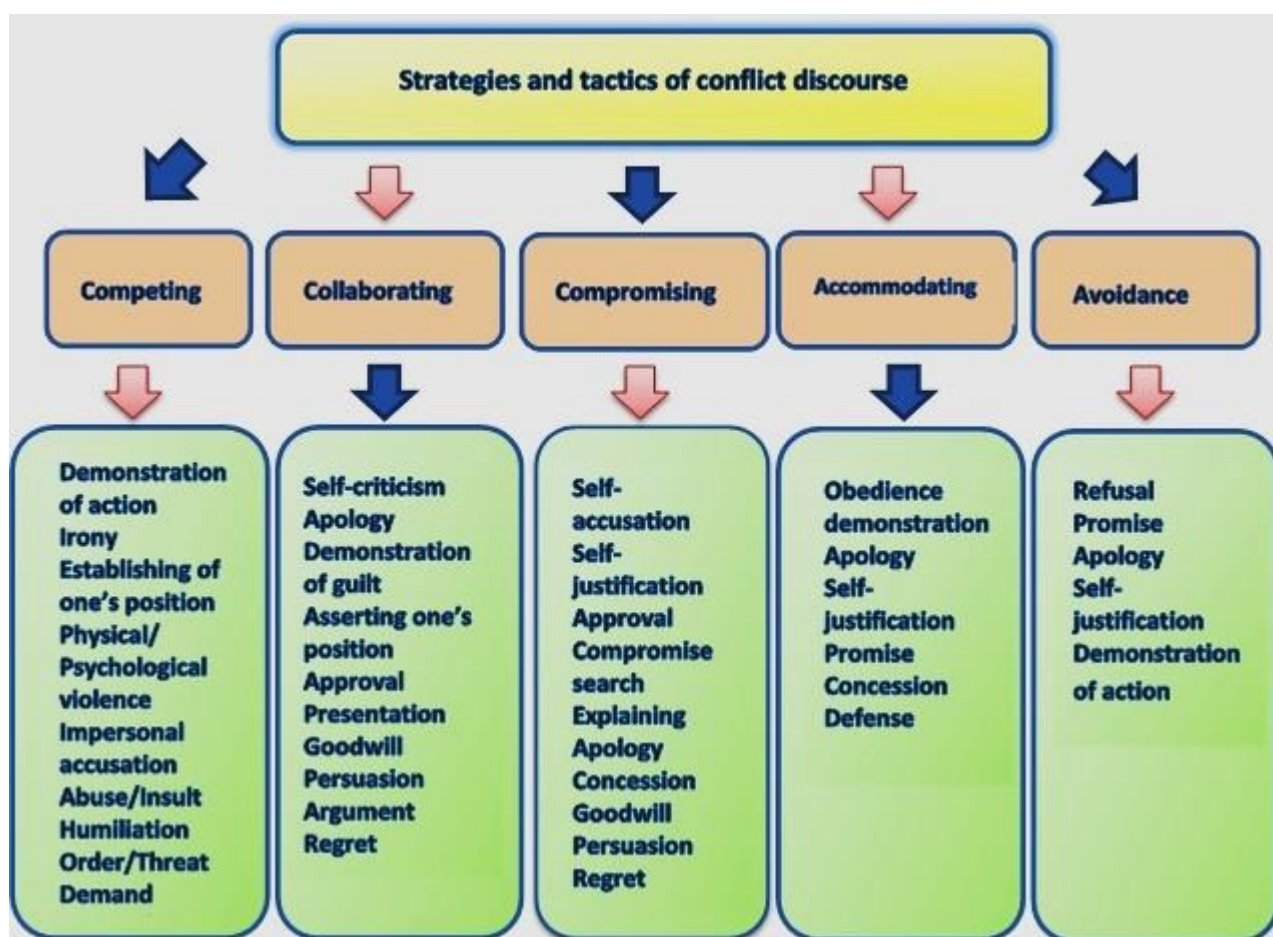 Strategies and tactics of conflict discourse
Competing
Collaborating
Compromising
Accommodating
Avoidance
Demonstration
of action
Irony
Establishing of
one's position
Physical/
Psychological
violence
Impersonal
accusation
Abuse/Insult
Humiliation
Order/Threat
Demand
Self-criticism
Apology
Demonstration
of guilt
Asserting one's
position
Approval
Presentation
Goodwill
Persuasion
Argument
Regret
Self-
accusation
Self-
justification
Approval
Compromise
search
Explaining
Apology
Concession
Goodwill
Persuasion
Regret
Obedience
demonstration
Apology
Self-
justification
Promise
Concession
Defense
Refusal
Promise
Apology
Self-
justification
Demonstration
of action